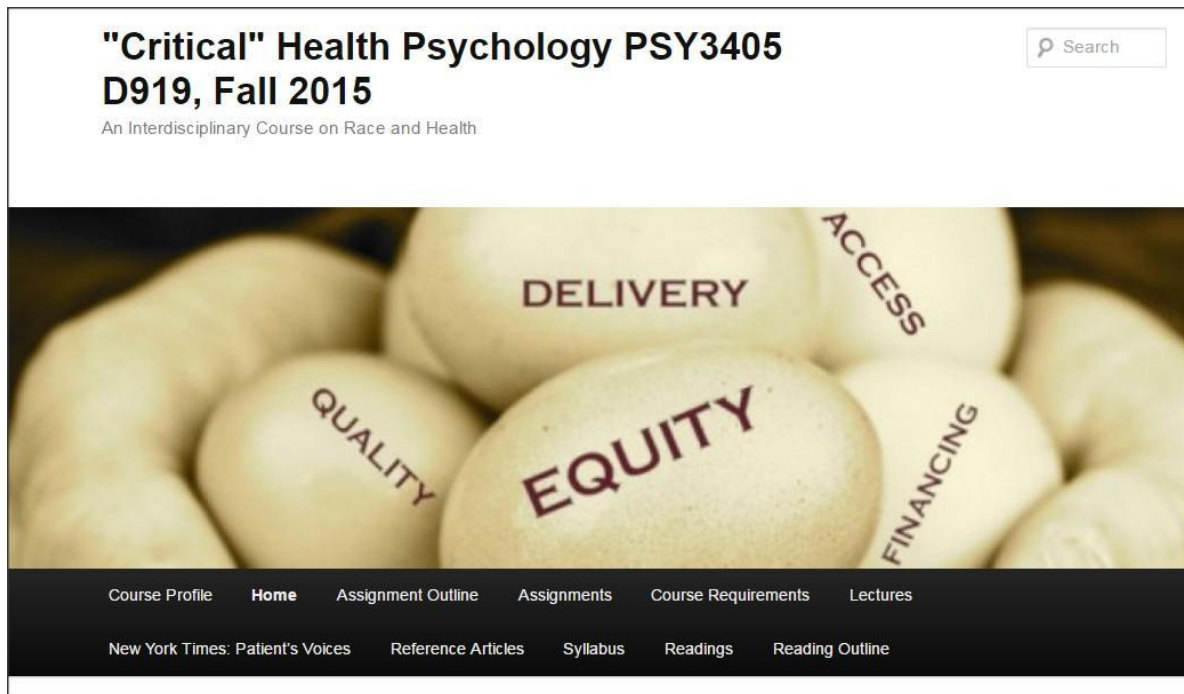 "Critical" Health Psychology PSY3405
D919, Fall 2015
Search
An Interdisciplinary Course on Race and Health
DELIVERY
ACCESS
QUALITY
EQUITY
FINANCING
Course Profile Home Assignment Outline Assignments Course Requirements Lectures
New York Times: Patient's Voices Reference Articles Syllabus Readings Reading Outline